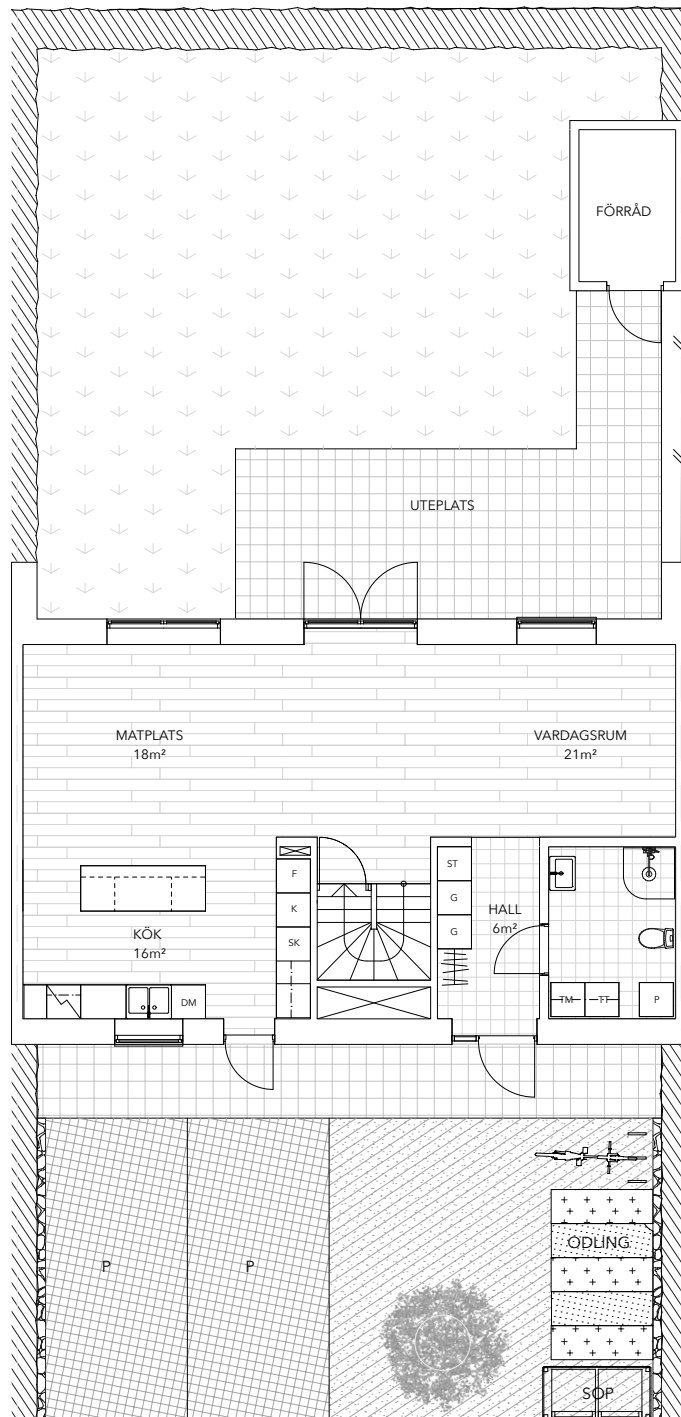 FÖRRÅD
UTEPLATS
MATPLATS
18m²
VARDAGSRUM
21m²
F
K
SK
ST
G
G
HALL
6m²
KÖK
16m²
DM
TM
TT
P
P
P
ODLING
SOP